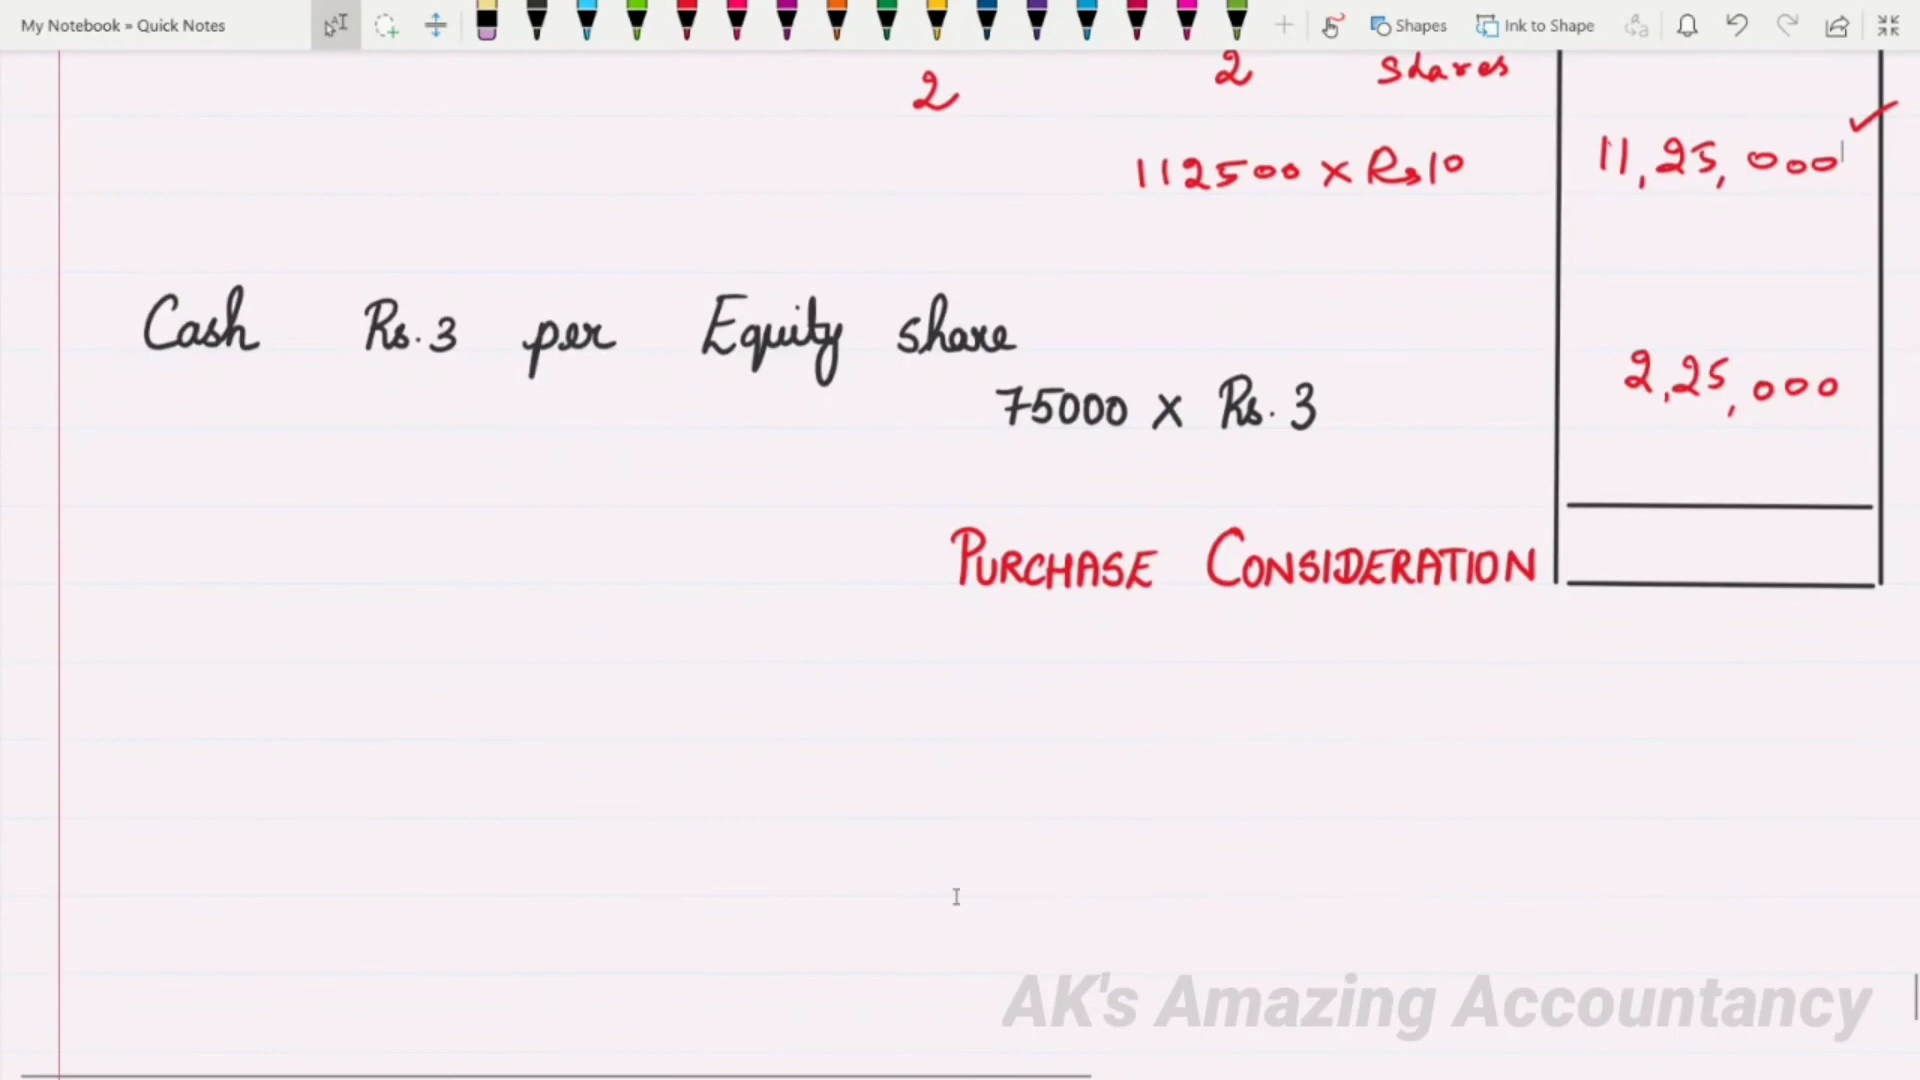 My Notebook » Quick Notes Shapes Ink to Shape
2 2 Shares
112500 x Rs10 11,25,000
Cash Rs.3 per Equity share
75000 x Rs.3 2,25,000
PURCHASE CONSIDERATION
AK's Amazing Accountancy